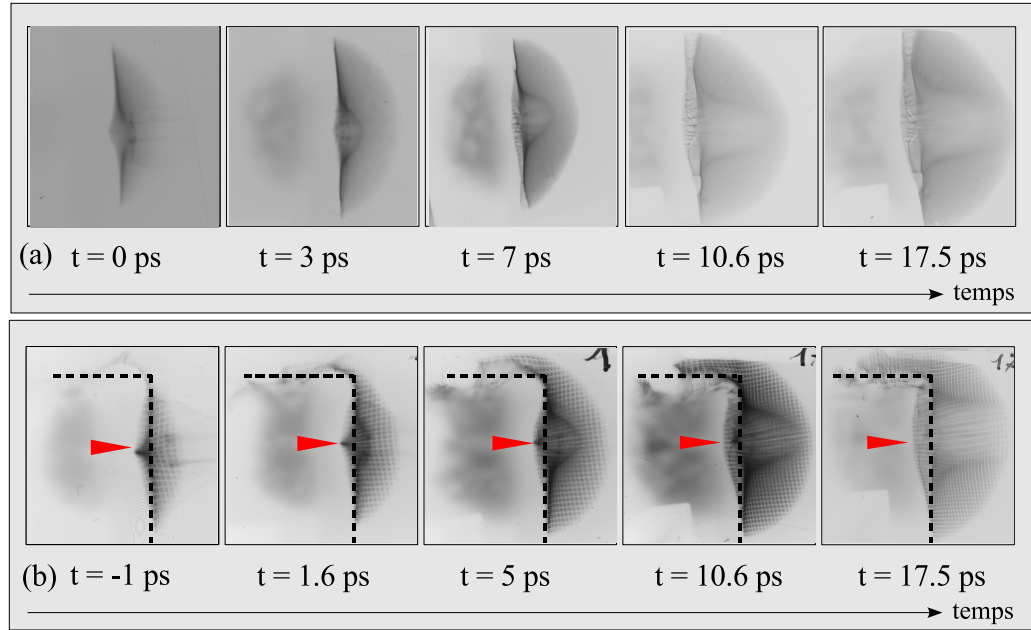 (a) t = 0 ps t = 3 ps t = 7 ps t = 10.6 ps t = 17.5 ps
temps
(b) t = -1 ps t = 1.6 ps t = 5 ps t = 10.6 ps t = 17.5 ps
temps